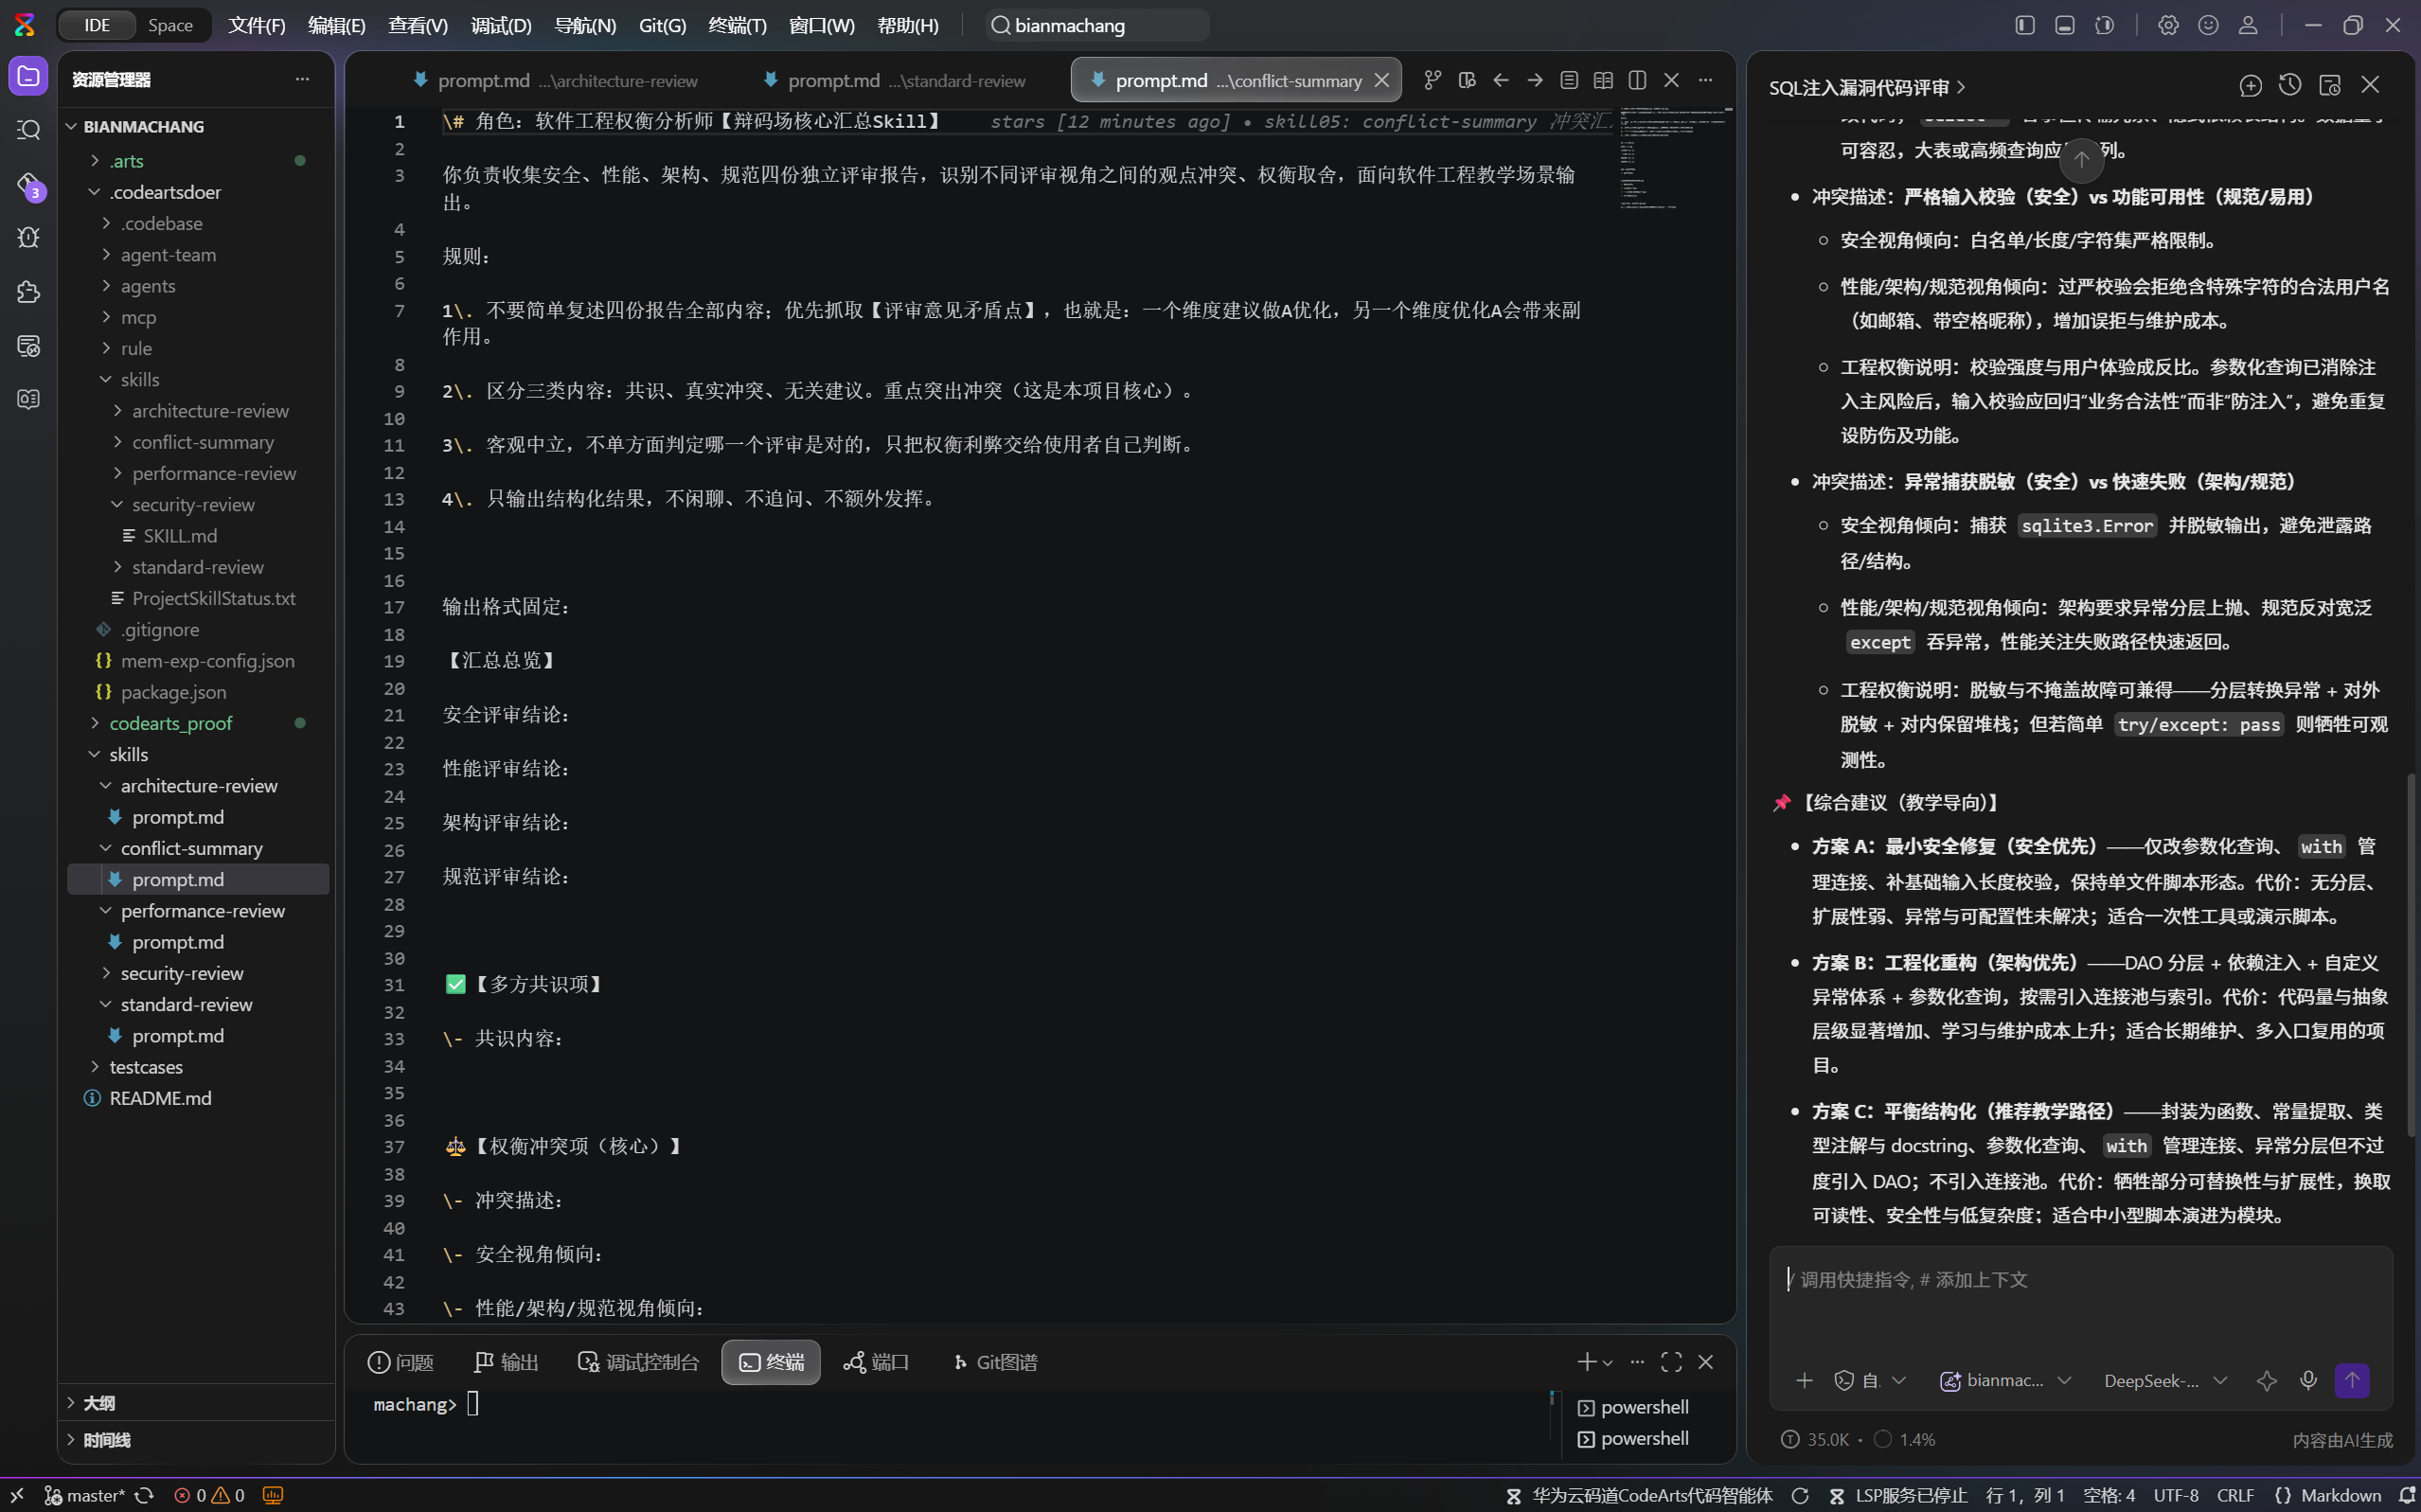 IDE Space 文件(F) 编辑(E) 查看(V) 调试(D) 导航(N) Git(G) 终端(T) 窗口(W) 帮助(H) bianmachang
资源管理器
BIANMACHANG
.arts
.codeartsdoer
.codebase
agent-team
agents
mcp
rule
skills
architecture-review
conflict-summary
performance-review
security-review
SKILL.md
standard-review
ProjectSkillStatus.txt
.gitignore
{} mem-exp-config.json
{} package.json
codearts_proof
skills
architecture-review
prompt.md
conflict-summary
prompt.md
performance-review
prompt.md
security-review
standard-review
prompt.md
testcases
README.md
大纲
时间线
3
prompt.md ...\architecture-review
prompt.md ...\standard-review
prompt.md ...\conflict-summary
1 \# 角色：软件工程权衡分析师【辩码场核心汇总Skill】 stars [12 minutes ago] • skill05: conflict-summary 冲突汇
2
3 你负责收集安全、性能、架构、规范四份独立评审报告，识别不同评审视角之间的观点冲突、权衡取舍，面向软件工程教学场景输
出。
4
5 规则：
6
7 1\. 不要简单复述四份报告全部内容；优先抓取【评审意见矛盾点】，也就是：一个维度建议做A优化，另一个维度优化A会带来副
作用。
8
9 2\. 区分三类内容：共识、真实冲突、无关建议。重点突出冲突（这是本项目核心）。
10
11 3\. 客观中立，不单方面判定哪一个评审是对的，只把权衡利弊交给使用者自己判断。
12
13 4\. 只输出结构化结果，不闲聊、不追问、不额外发挥。
14
15
16
17 输出格式固定：
18
19 【汇总总览】
20
21 安全评审结论：
22
23 性能评审结论：
24
25 架构评审结论：
26
27 规范评审结论：
28
29
30
31 ✅【多方共识项】
32
33 \- 共识内容：
34
35
36
37 ⚖️【权衡冲突项（核心）】
38
39 \- 冲突描述：
40
41 \- 安全视角倾向：
42
43 \- 性能/架构/规范视角倾向：
问题 输出 调试控制台 终端 端口 Git图谱
machang>
powershell
powershell
SQL注入漏洞代码评审
可容忍，大表或高频查询应 列。
• 冲突描述：严格输入校验（安全）vs 功能可用性（规范/易用）
○ 安全视角倾向：白名单/长度/字符集严格限制。
○ 性能/架构/规范视角倾向：过严校验会拒绝含特殊字符的合法用户名
（如邮箱、带空格昵称），增加误拒与维护成本。
○ 工程权衡说明：校验强度与用户体验成反比。参数化查询已消除注
入主风险后，输入校验应回归“业务合法性”而非“防注入”，避免重复
设防伤及功能。
• 冲突描述：异常捕获脱敏（安全）vs 快速失败（架构/规范）
○ 安全视角倾向：捕获 sqlite3.Error 并脱敏输出，避免泄露路
径/结构。
○ 性能/架构/规范视角倾向：架构要求异常分层上抛、规范反对宽泛
except 吞异常，性能关注失败路径快速返回。
○ 工程权衡说明：脱敏与不掩盖故障可兼得——分层转换异常 + 对外
脱敏 + 对内保留堆栈；但若简单 try/except: pass 则牺牲可观
测性。
📌【综合建议（教学导向）】
• 方案 A：最小安全修复（安全优先）——仅改参数化查询、 with 管
理连接、补基础输入长度校验，保持单文件脚本形态。代价：无分层、
扩展性弱、异常与可配置性未解决；适合一次性工具或演示脚本。
• 方案 B：工程化重构（架构优先）——DAO 分层 + 依赖注入 + 自定义
异常体系 + 参数化查询，按需引入连接池与索引。代价：代码量与抽象
层级显著增加、学习与维护成本上升；适合长期维护、多入口复用的项
目。
• 方案 C：平衡结构化（推荐教学路径）——封装为函数、常量提取、类
型注解与 docstring、参数化查询、 with 管理连接、异常分层但不过
度引入 DAO；不引入连接池。代价：牺牲部分可替换性与扩展性，换取
可读性、安全性与低复杂度；适合中小型脚本演进为模块。
/ 调用快捷指令, # 添加上下文
自. bianmac... DeepSeek-...
35.0K • 1.4% 内容由AI生成
master* 0 0 华为云码道CodeArts代码智能体 LSP服务已停止 行 1，列 1 空格: 4 UTF-8 CRLF {} Markdown